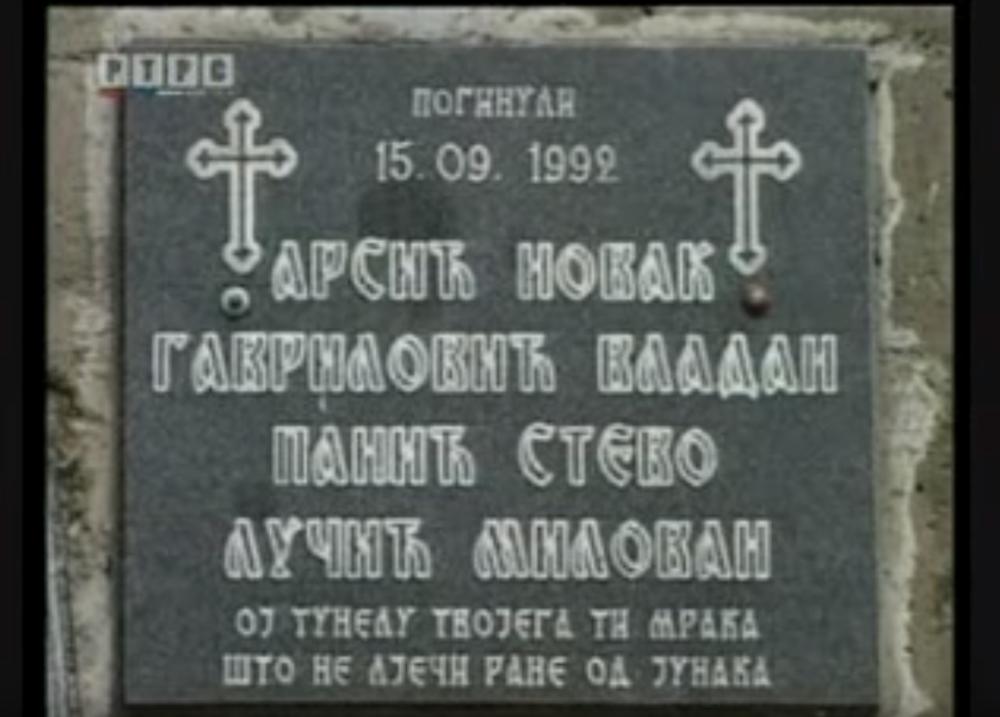 РТРС
ПОГИНУЛИ
15. 09. 1992
АРСИЋ НОВАК
ГАВРИЛОВИЋ ВЛАДАН
ПАНИЋ СТЕВО
ЛУЧИЋ МИЛОВАН
ОЈ ТУНЕЛУ ТВОЈЕГА ТИ МРАКА
ШТО НЕ ЛЈЕЧИ РАНЕ ОД ЈУНАКА